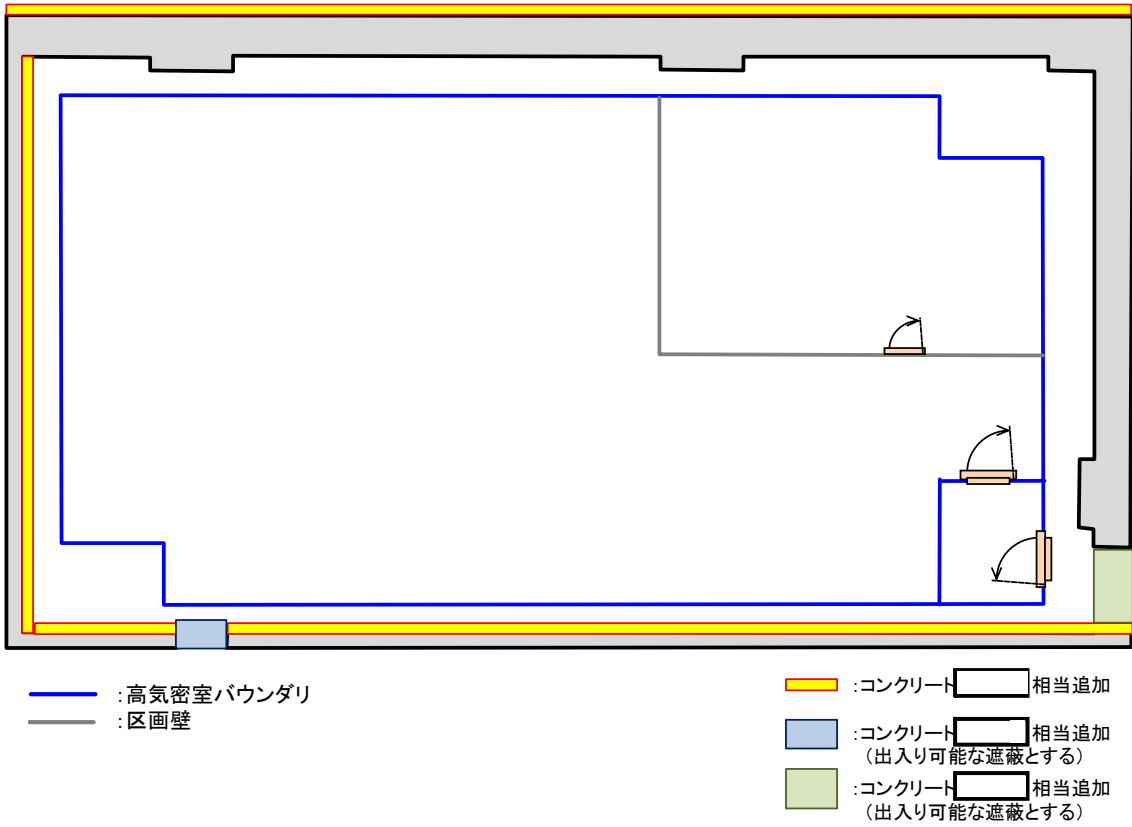 :高気密室バウンダリ
:区画壁
:コンクリート 相当追加
:コンクリート 相当追加
(出入り可能な遮蔽とする)
:コンクリート 相当追加
(出入り可能な遮蔽とする)